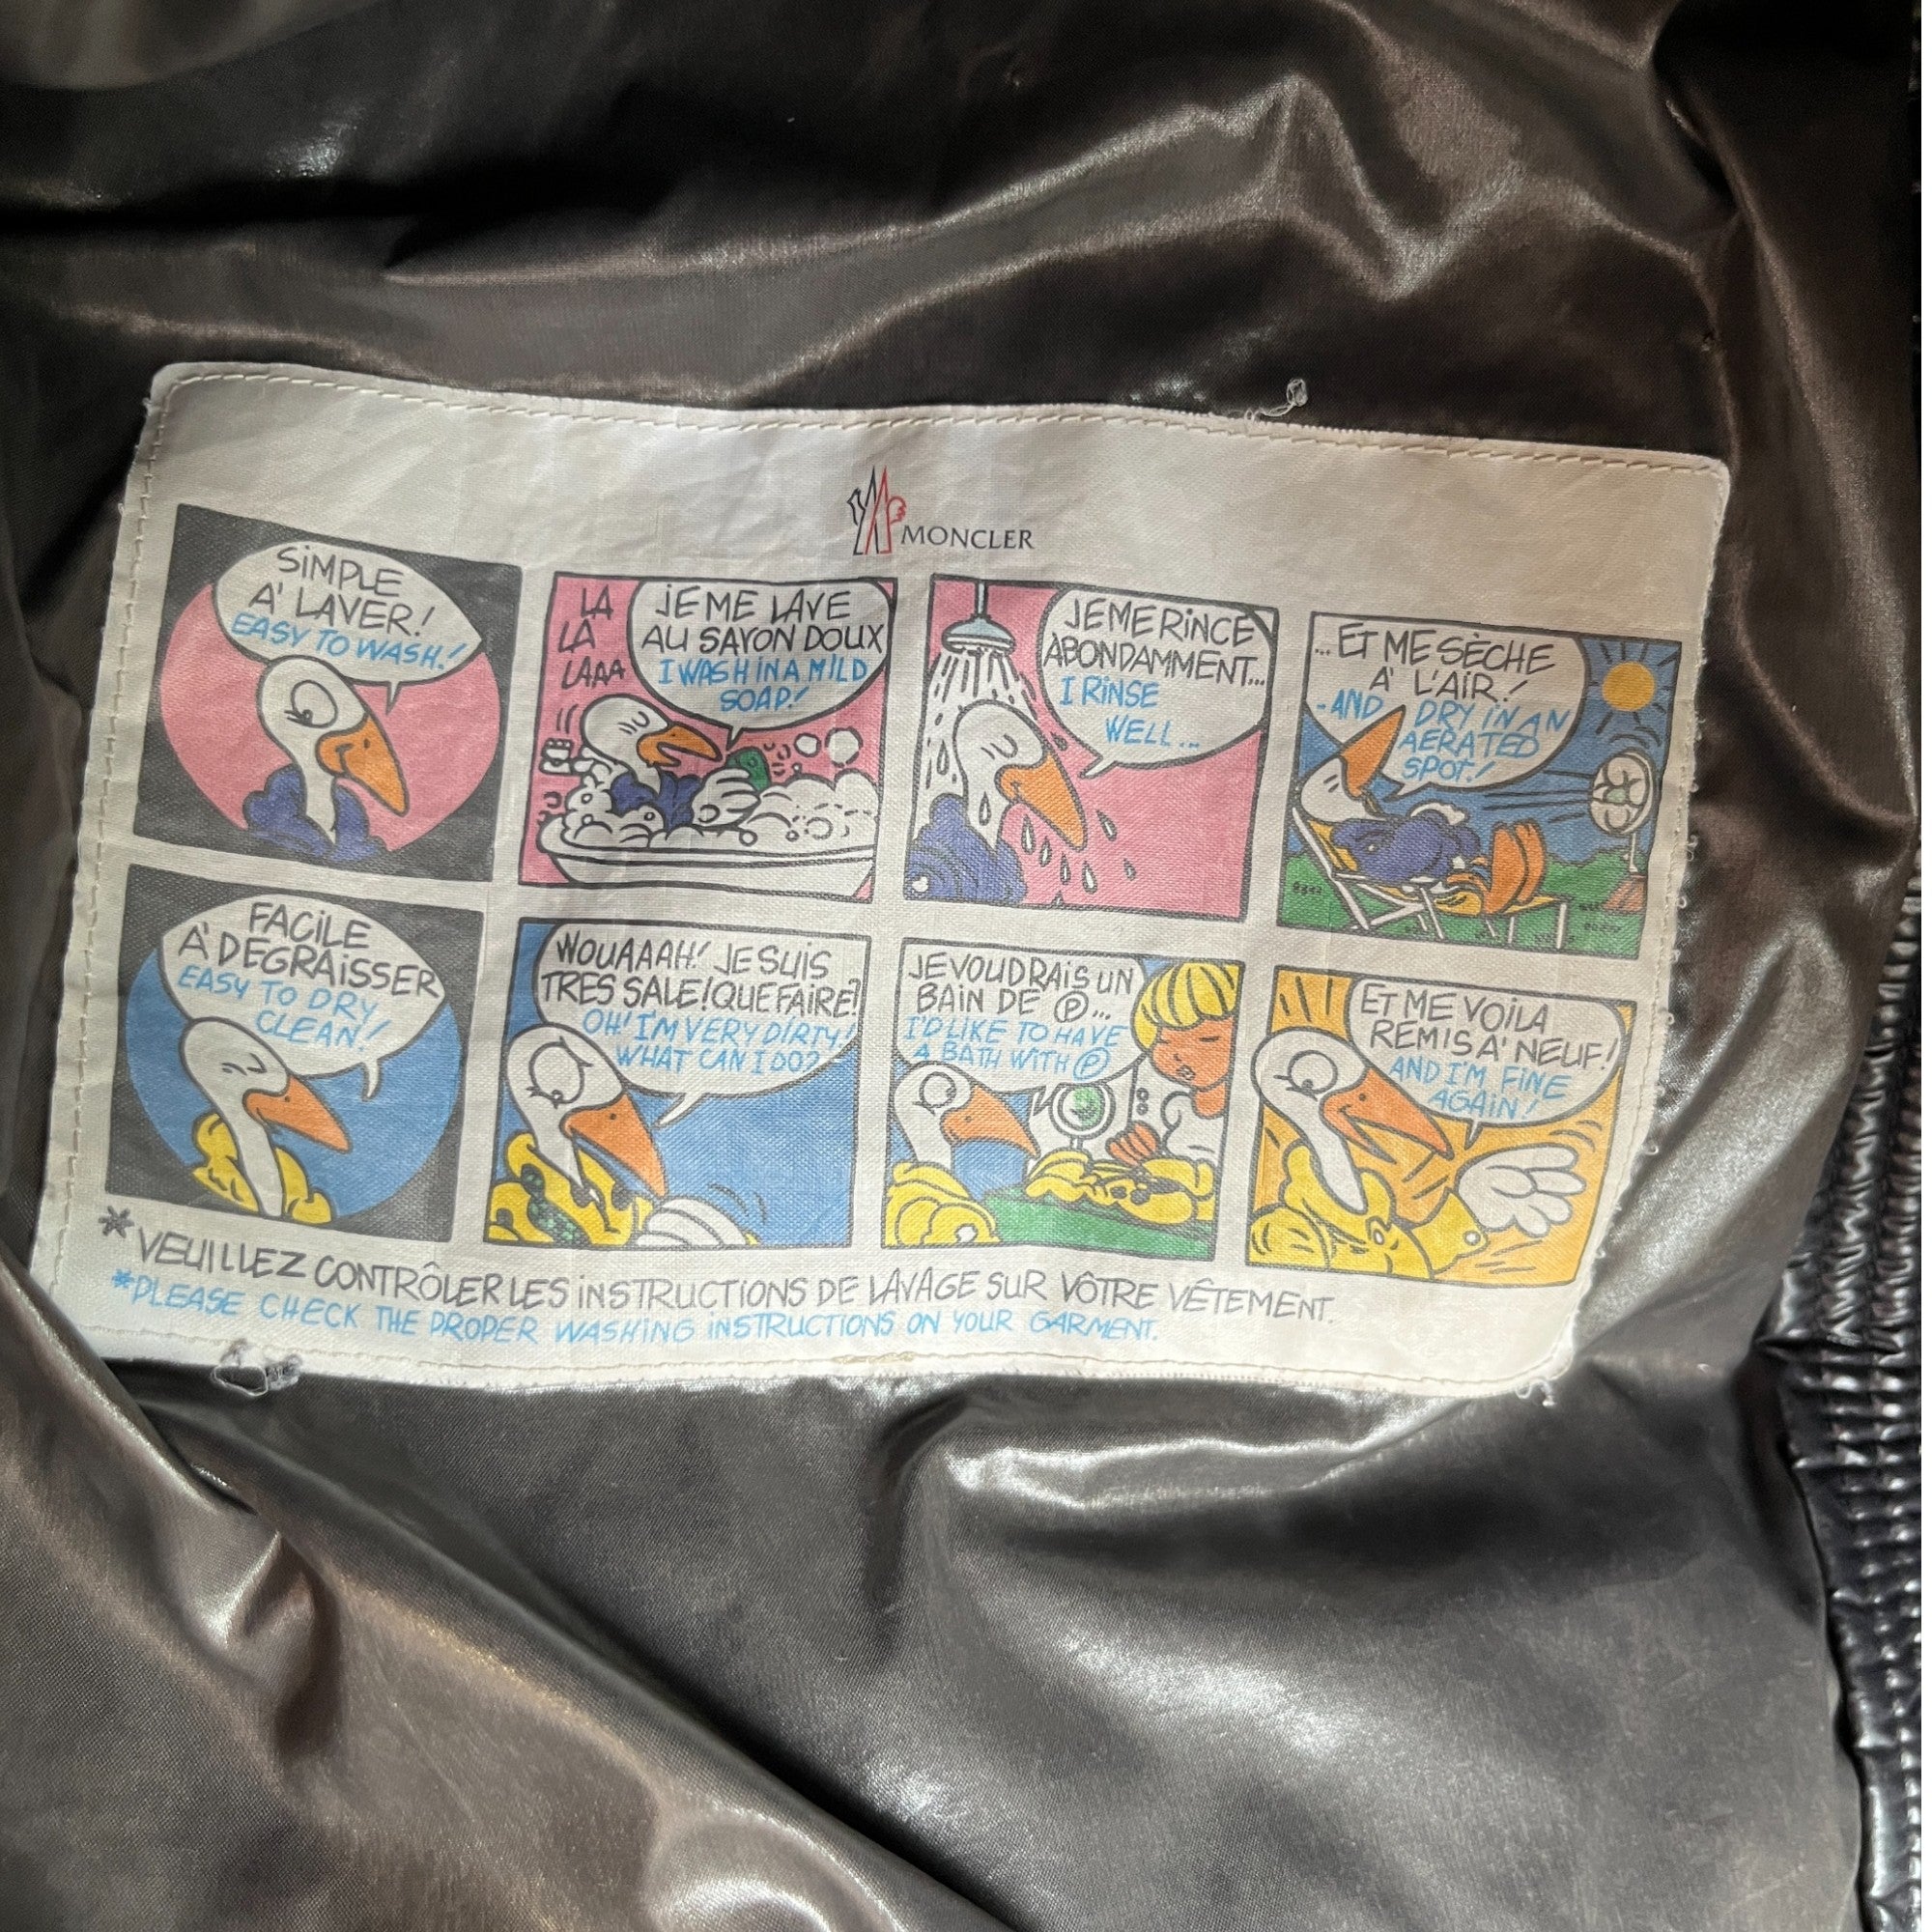 MONCLER
SiMPLE
A' LAVER!
EASY TO WASH!
LA
LA
LAAA
JE ME LAVE
AU SAVON DOUX
I WASH IN A MILD
SOAP!
JE ME RiNCE
ABONDAMMENT...
I RiNSE
WELL...
... ET ME SÈCHE
A' L'AIR!
-AND DRY IN AN
AERATED
SPOT!
FACiLE
A' DEGRAiSSER
EASY TO DRY
CLEAN!
WOUAAAH! JE SUiS
TRES SALE! QUE FAIRE?
OH! I'M VERY DIRTY!
WHAT CAN I DO?
JE VOUDRAiS UN
BAIN DE Ⓟ...
I'D LIKE TO HAVE
A BATH WITH Ⓟ
ET ME VOiLA
REMIS A' NEUF!
AND I'M FINE
AGAiN!
*VEUILLEZ CONTRÔLER LES iNSTRUCTIONS DE LAVAGE SUR VÔTRE VÊTEMENT.
*PLEASE CHECK THE PROPER WASHING INSTRUCTIONS ON YOUR GARMENT.